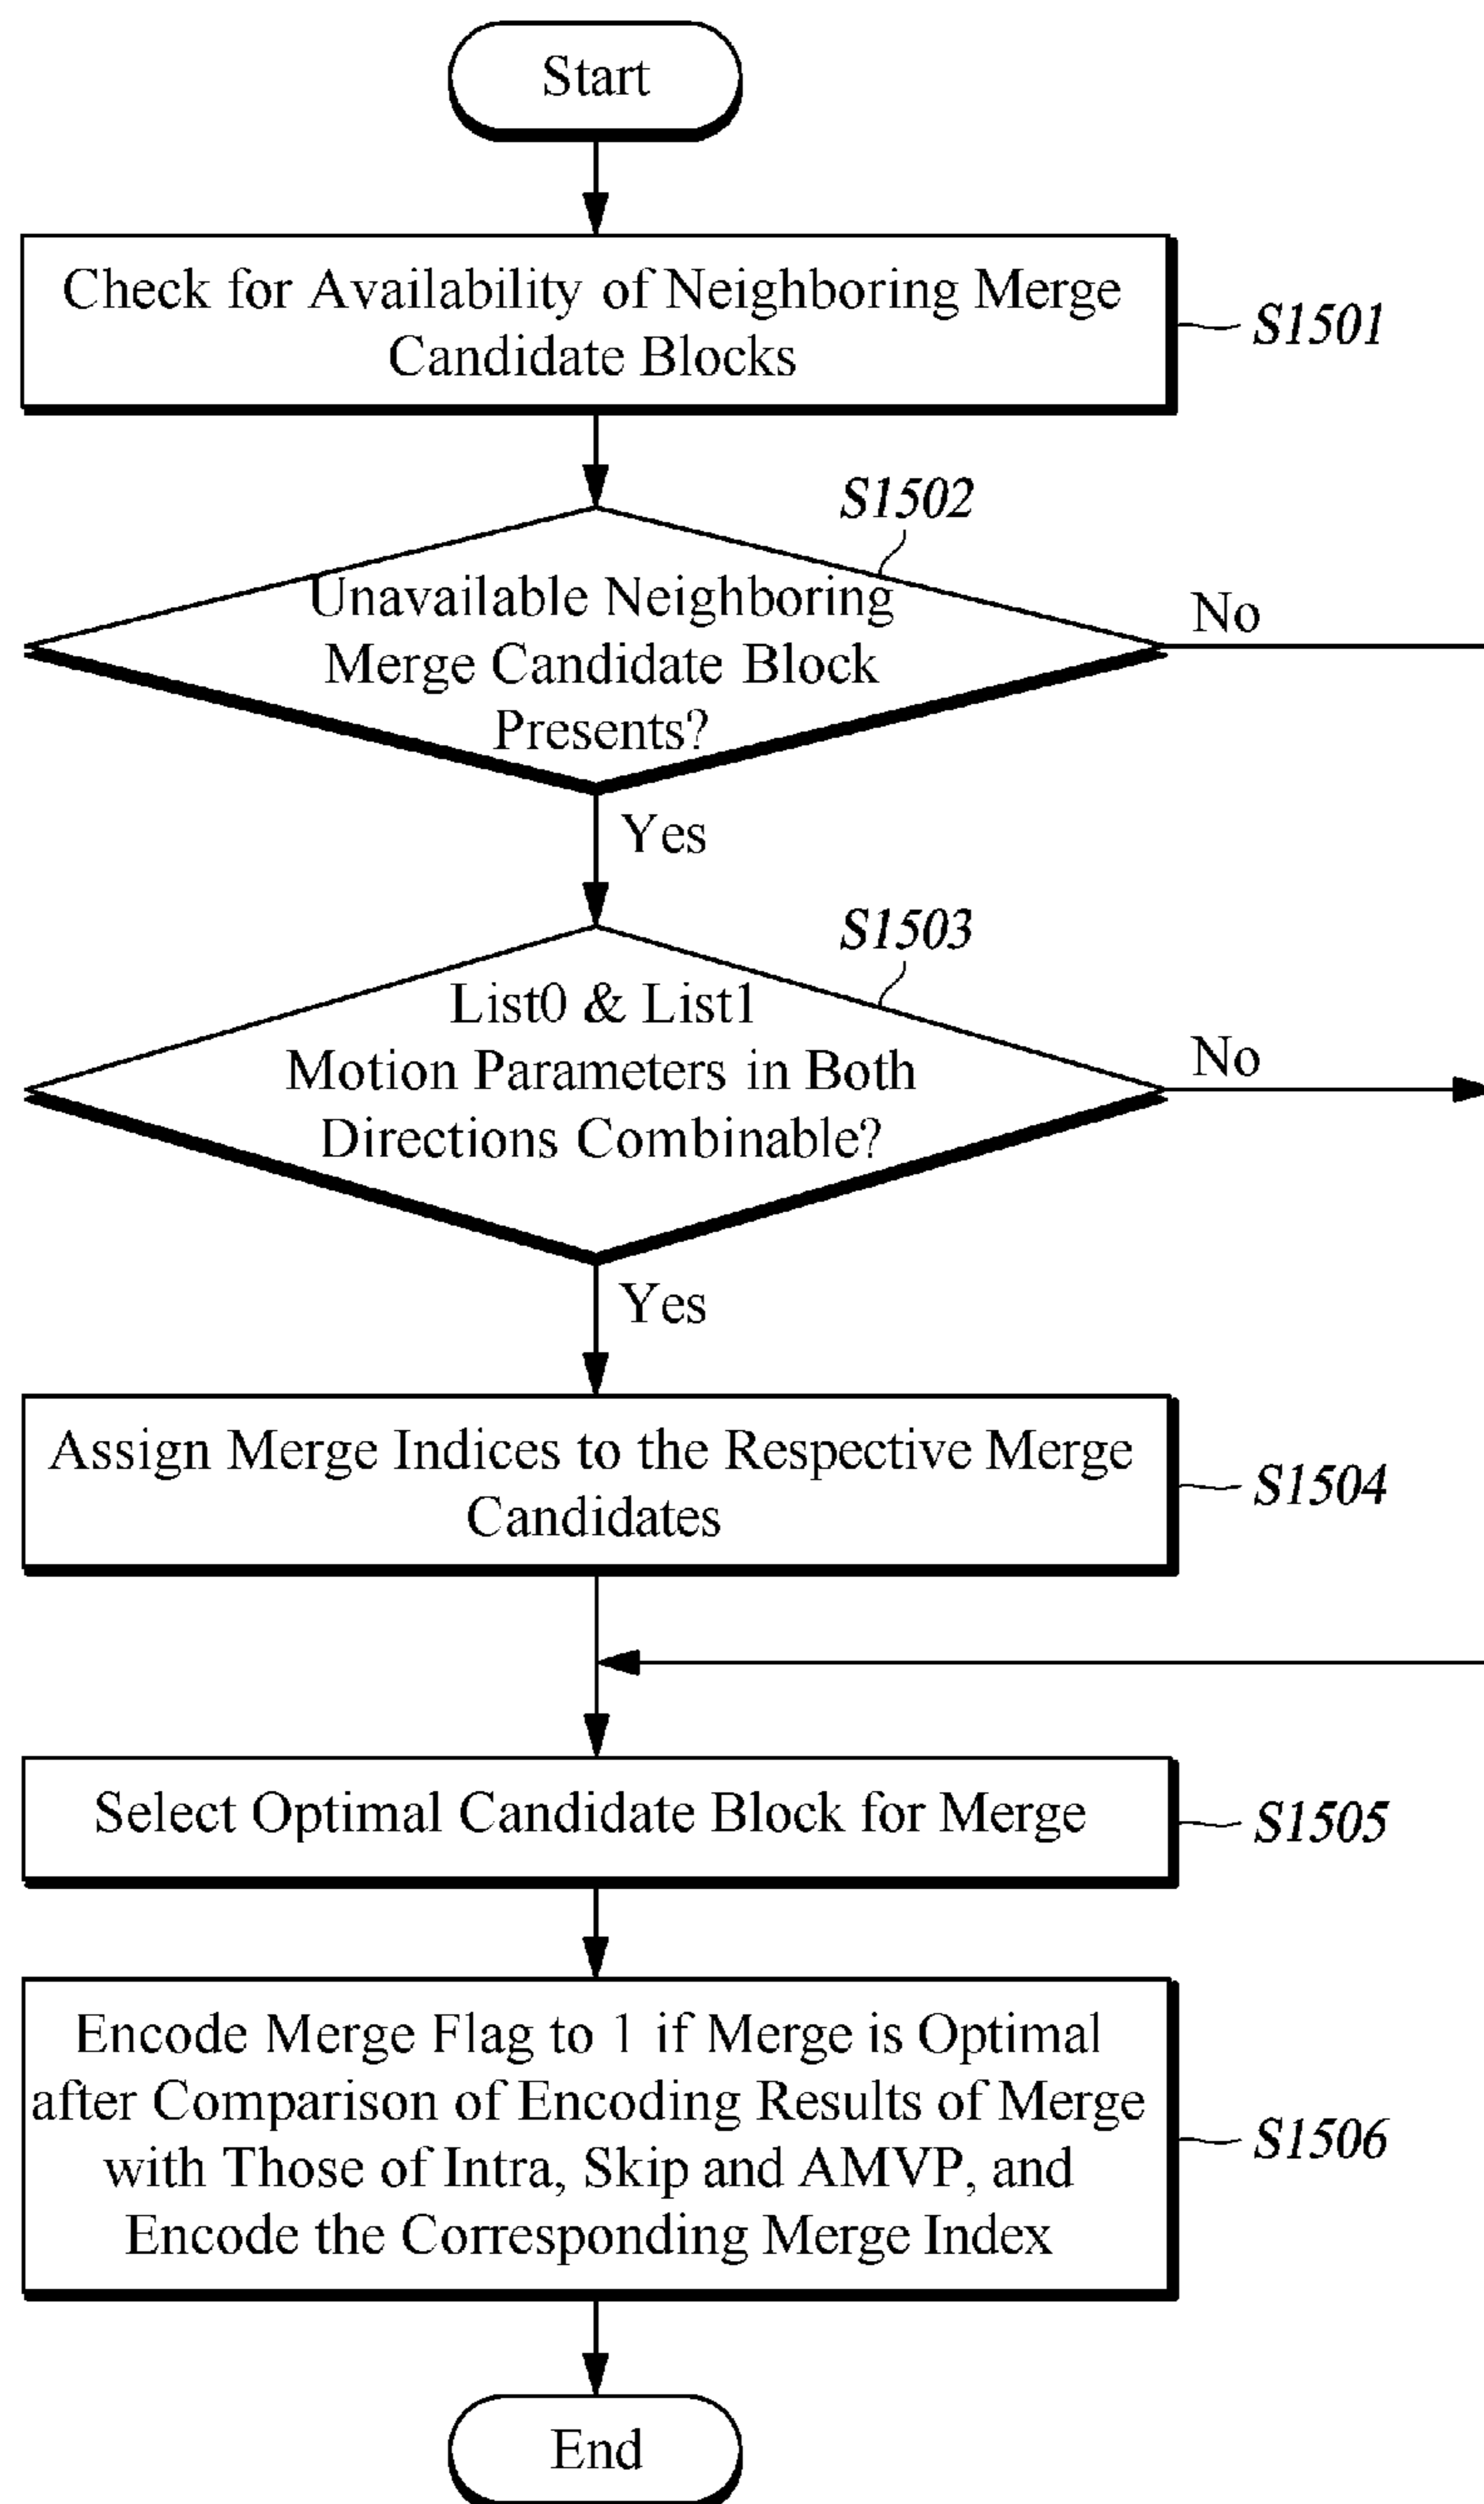 Start
Check for Availability of Neighboring Merge
Candidate Blocks
S1501
S1502
Unavailable Neighboring
Merge Candidate Block
Presents?
No
Yes
S1503
List0 & List1
Motion Parameters in Both
Directions Combinable?
No
Yes
Assign Merge Indices to the Respective Merge
Candidates
S1504
Select Optimal Candidate Block for Merge
S1505
Encode Merge Flag to 1 if Merge is Optimal
after Comparison of Encoding Results of Merge
with Those of Intra, Skip and AMVP, and
Encode the Corresponding Merge Index
S1506
End